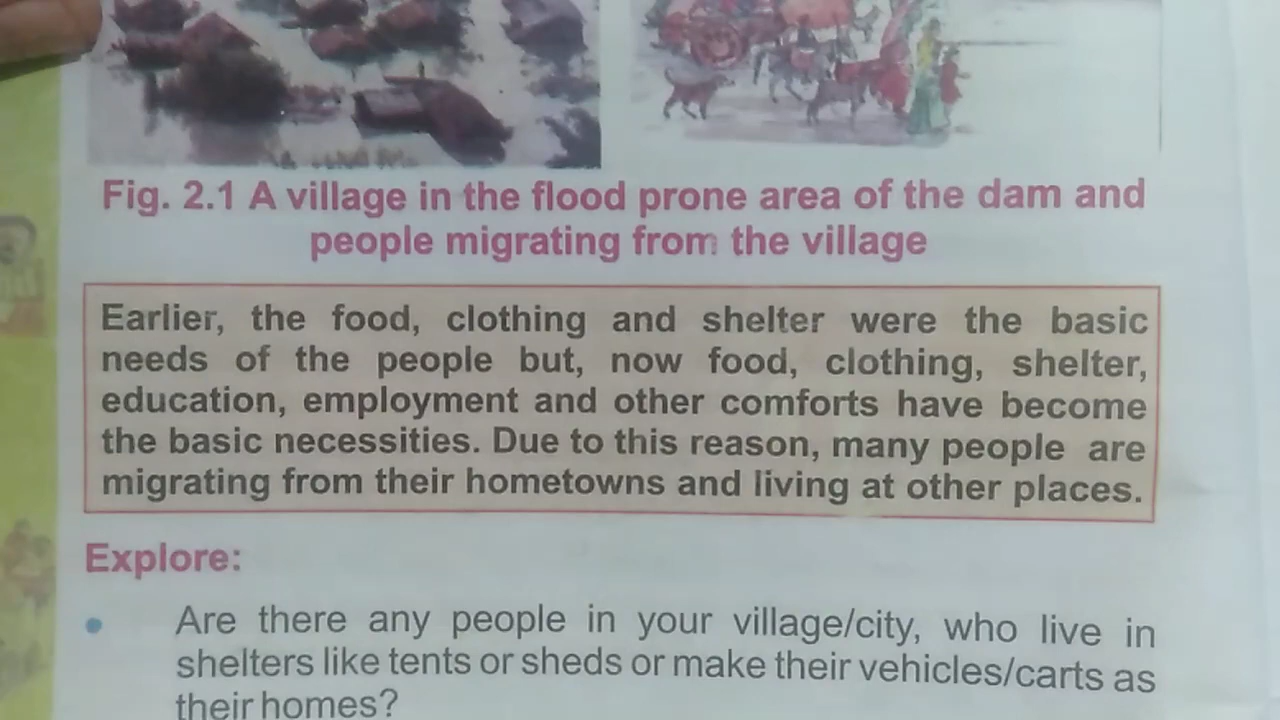 Fig. 2.1 A village in the flood prone area of the dam and
people migrating from the village
Earlier, the food, clothing and shelter were the basic
needs of the people but, now food, clothing, shelter,
education, employment and other comforts have become
the basic necessities. Due to this reason, many people are
migrating from their hometowns and living at other places.
Explore:
• Are there any people in your village/city, who live in
shelters like tents or sheds or make their vehicles/carts as
their homes?